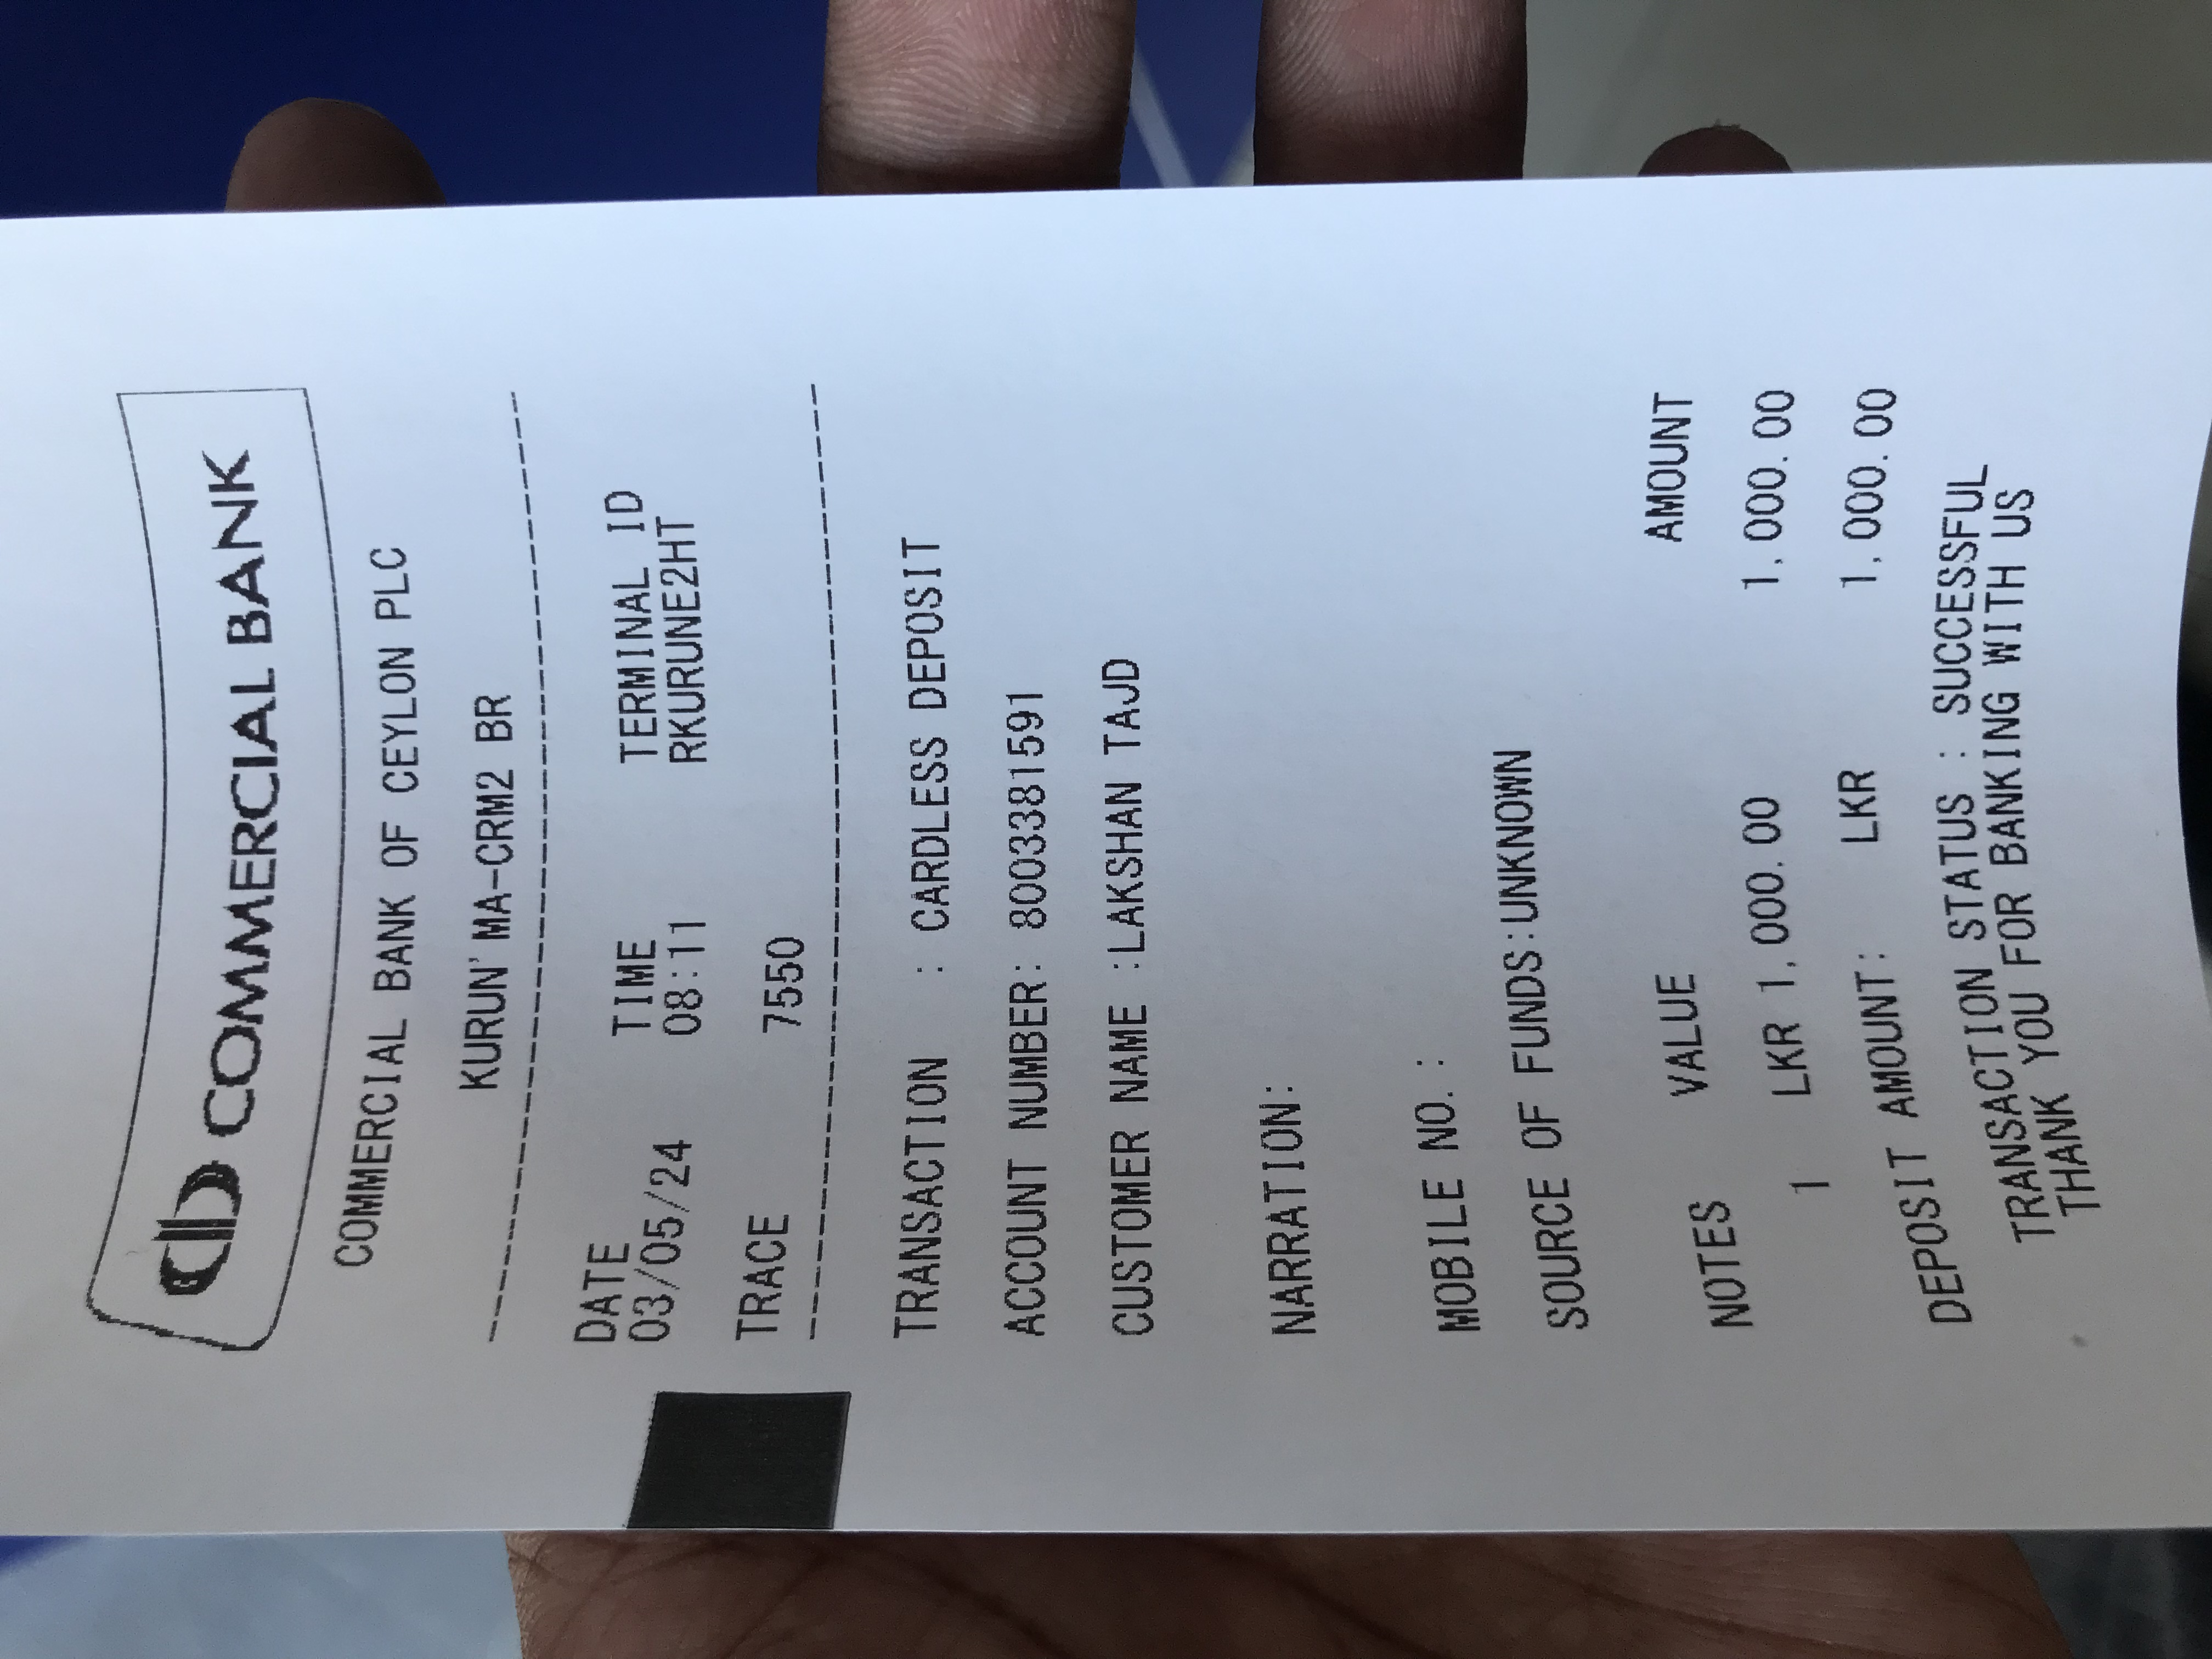 COMMERCIAL BANK
COMMERCIAL BANK OF CEYLON PLC
KURUN'MA-CRM2 BR
DATE TIME TERMINAL ID
03/05/24 08:11 RKURUNE2HT
TRACE 7550
TRANSACTION : CARDLESS DEPOSIT
ACCOUNT NUMBER: 8003381591
CUSTOMER NAME :LAKSHAN TAJD
NARRATION:
MOBILE NO. :
SOURCE OF FUNDS:UNKNOWN
NOTES VALUE AMOUNT
1 LKR 1,000.00 1,000.00
DEPOSIT AMOUNT: LKR 1,000.00
TRANSACTION STATUS : SUCCESSFUL
THANK YOU FOR BANKING WITH US